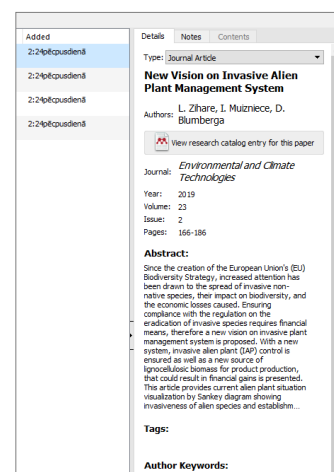 Added
2:24pēcpusdienā
2:24pēcpusdienā
2:24pēcpusdienā
2:24pēcpusdienā
Details Notes Contents
Type: Journal Article
New Vision on Invasive Alien
Plant Management System
Authors: L. Zihare, I. Muizniece, D.
Blumberga
View research catalog entry for this paper
Journal: Environmental and Climate
Technologies
Year: 2019
Volume: 23
Issue: 2
Pages: 166-186
Abstract:
Since the creation of the European Union's (EU)
Biodiversity Strategy, increased attention has
been drawn to the spread of invasive non-
native species, their impact on biodiversity, and
the economic losses caused. Ensuring
compliance with the regulation on the
eradication of invasive species requires financial
means, therefore a new vision on invasive plant
management system is proposed. With a new
system, invasive alien plant (IAP) control is
ensured as well as a new source of
lignocellulosic biomass for product production,
that could result in financial gains is presented.
This article provides current alien plant situation
visualization by Sankey diagram showing
invasiveness of alien species and establishm...
Tags:
Author Keywords: